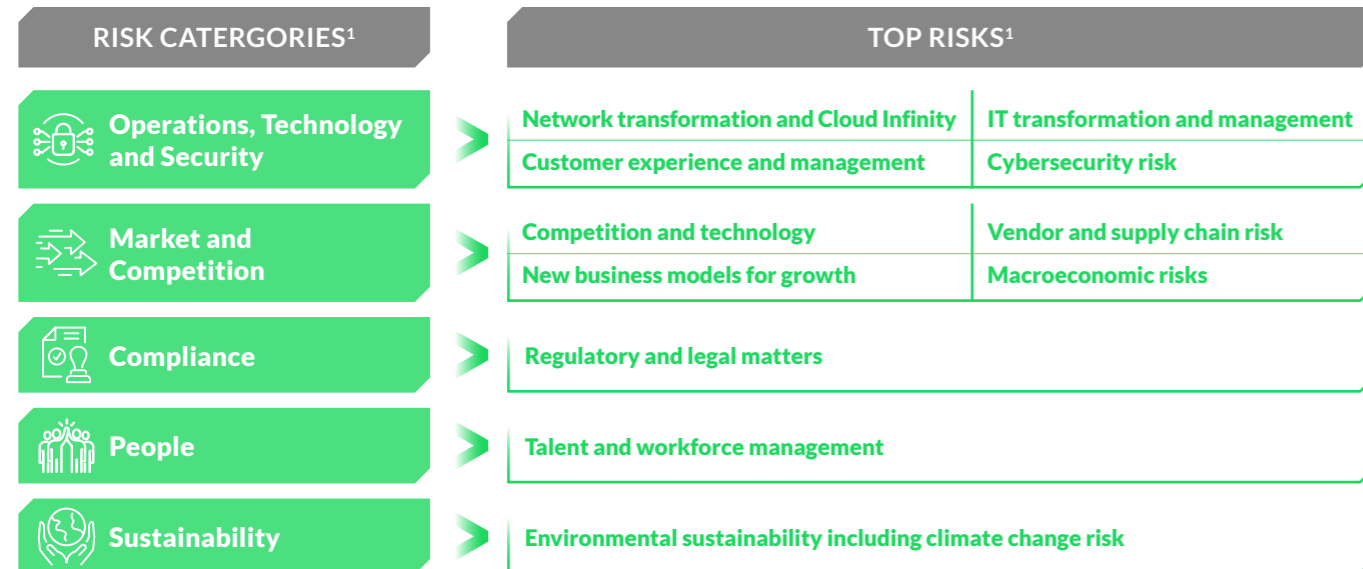 RISK CATERGORIES¹
TOP RISKS¹
Operations, Technology
and Security
Network transformation and Cloud Infinity
IT transformation and management
Customer experience and management
Cybersecurity risk
Market and
Competition
Competition and technology
Vendor and supply chain risk
New business models for growth
Macroeconomic risks
Compliance
Regulatory and legal matters
People
Talent and workforce management
Sustainability
Environmental sustainability including climate change risk